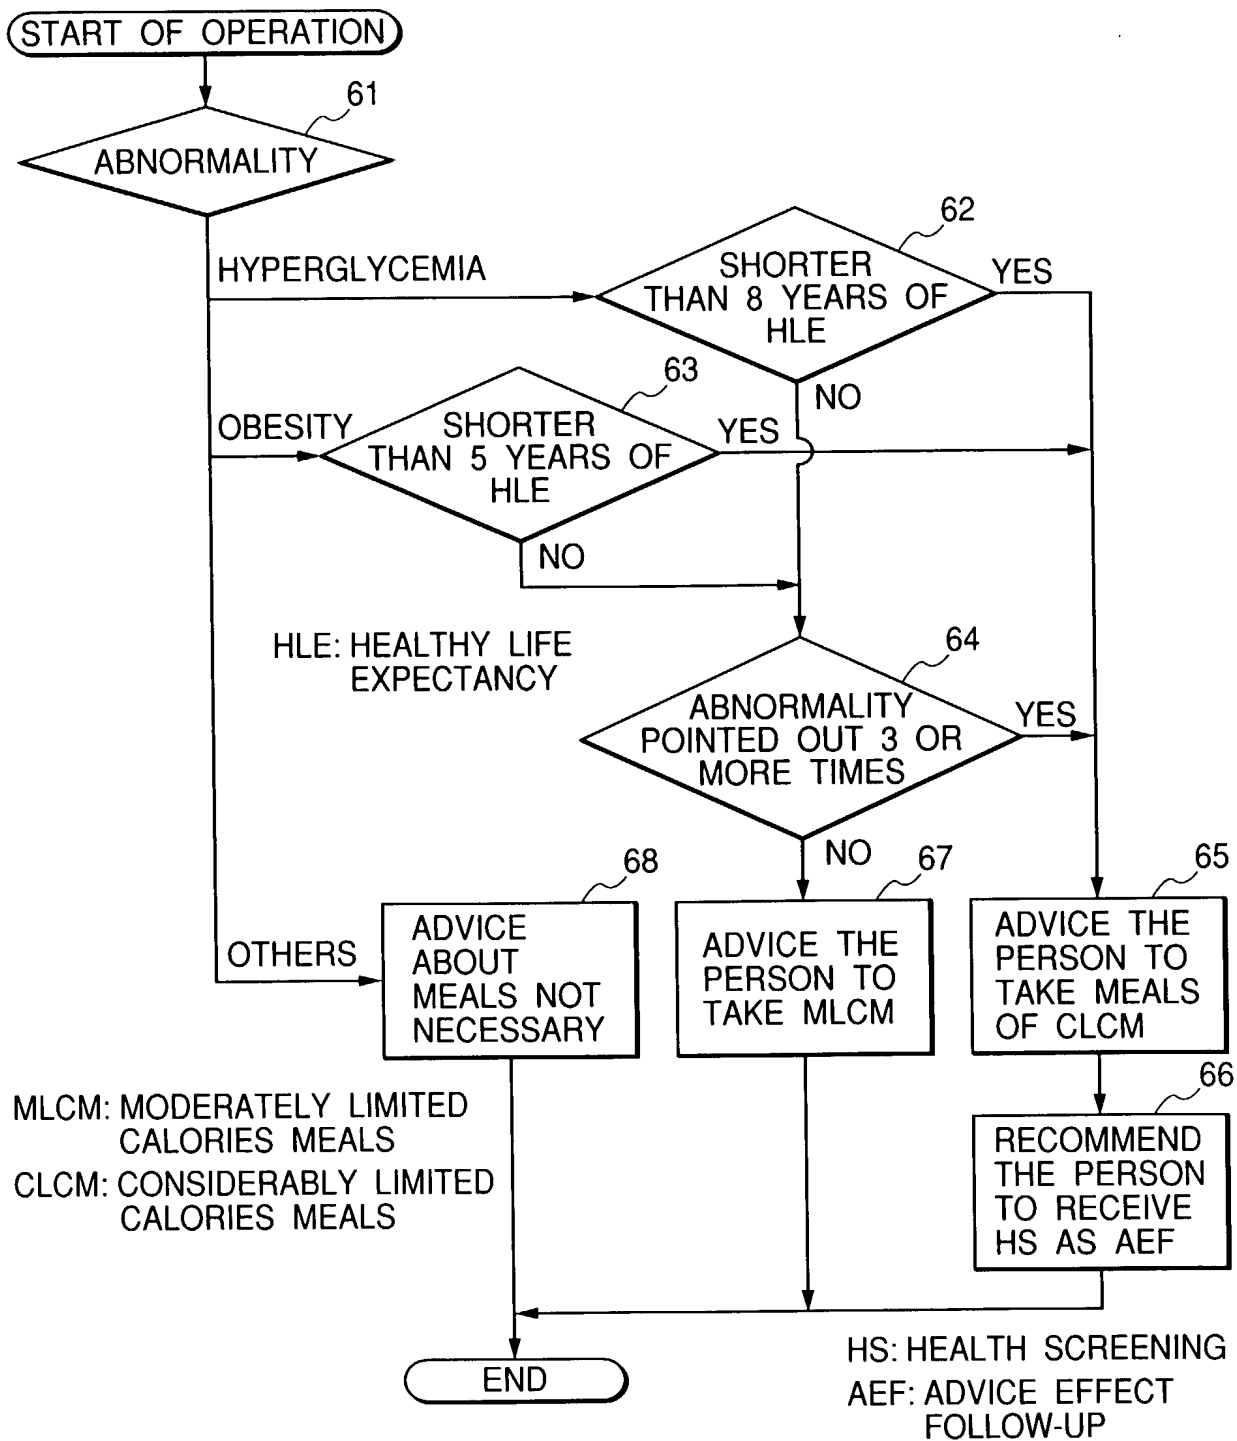 START OF OPERATION
61
ABNORMALITY
62
HYPERGLYCEMIA
SHORTER
THAN 8 YEARS OF
HLE
YES
NO
63
OBESITY
SHORTER
THAN 5 YEARS OF
HLE
YES
NO
HLE: HEALTHY LIFE
EXPECTANCY
64
ABNORMALITY
POINTED OUT 3 OR
MORE TIMES
YES
NO
68
67
65
OTHERS
ADVICE
ABOUT
MEALS NOT
NECESSARY
ADVICE THE
PERSON TO
TAKE MLCM
ADVICE THE
PERSON TO
TAKE MEALS
OF CLCM
66
RECOMMEND
THE PERSON
TO RECEIVE
HS AS AEF
MLCM: MODERATELY LIMITED
CALORIES MEALS
CLCM: CONSIDERABLY LIMITED
CALORIES MEALS
END
HS: HEALTH SCREENING
AEF: ADVICE EFFECT
FOLLOW-UP